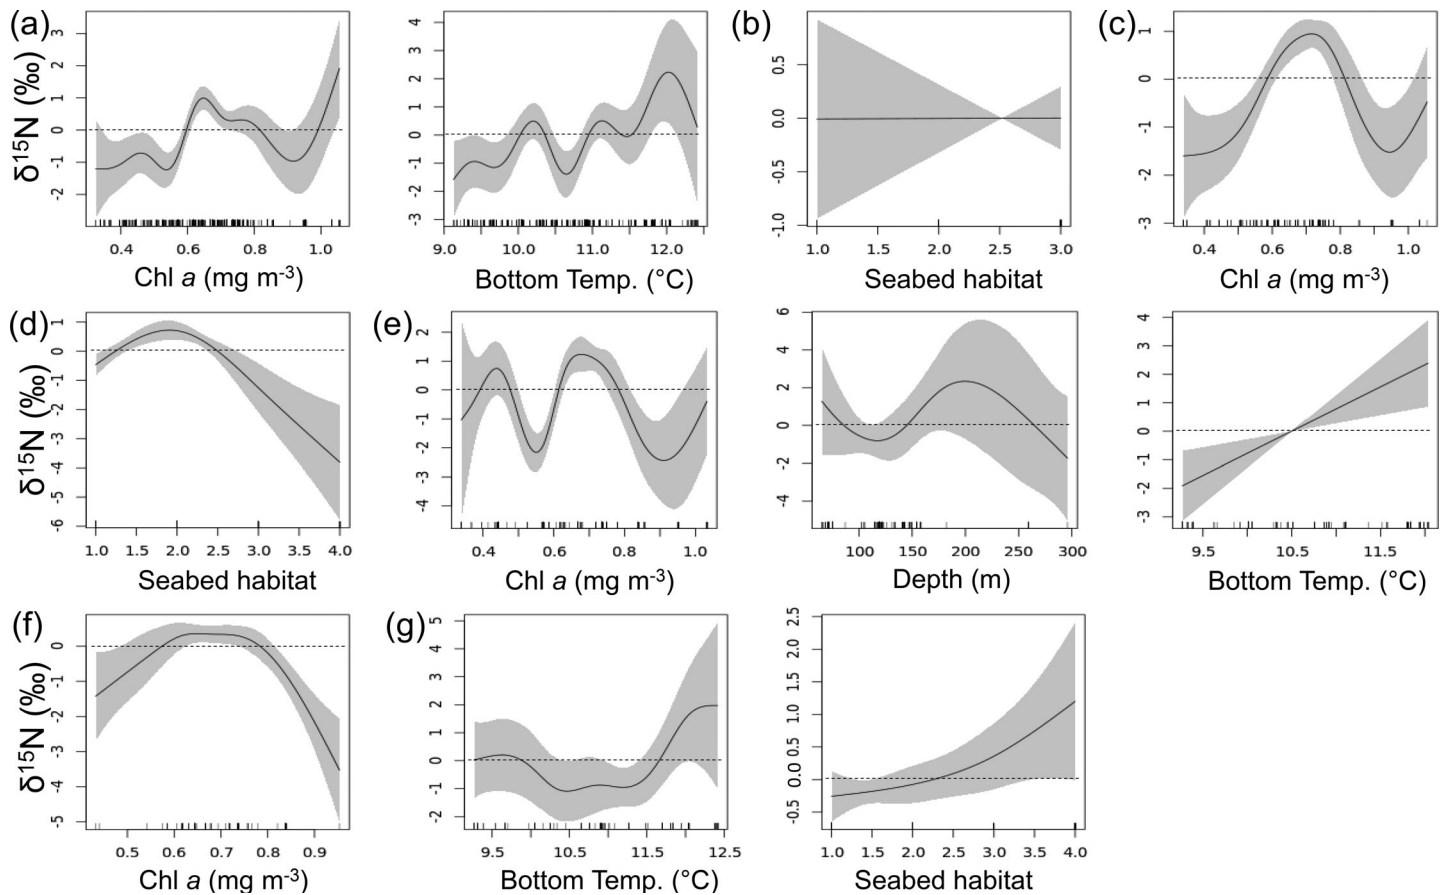 (a) (b) (c)
δ15N (‰)
3 2 1 0 -1 -2
4 3 2 1 0 -1 -2 -3
0.5 0.0 -0.5 -1.0
1 0 -1 -2 -3
0.4 0.6 0.8 1.0 9.0 10.0 11.0 12.0 1.0 1.5 2.0 2.5 3.0 0.4 0.6 0.8 1.0
Chl a (mg m-3) Bottom Temp. (°C) Seabed habitat Chl a (mg m-3)
(d) (e)
δ15N (‰)
1 0 -1 -2 -3 -4 -5 -6
2 1 0 -1 -2 -3 -4
6 4 2 0 -2 -4
4 3 2 1 0 -1 -2 -3
1.0 1.5 2.0 2.5 3.0 3.5 4.0 0.4 0.6 0.8 1.0 100 150 200 250 300 9.5 10.5 11.5
Seabed habitat Chl a (mg m-3) Depth (m) Bottom Temp. (°C)
(f) (g)
δ15N (‰)
0 -1 -2 -3 -4 -5
5 4 3 2 1 0 -1 -2
2.5 2.0 1.5 1.0 0.5 0.0 -0.5
0.5 0.6 0.7 0.8 0.9 9.5 10.5 11.5 12.5 1.0 1.5 2.0 2.5 3.0 3.5 4.0
Chl a (mg m-3) Bottom Temp. (°C) Seabed habitat